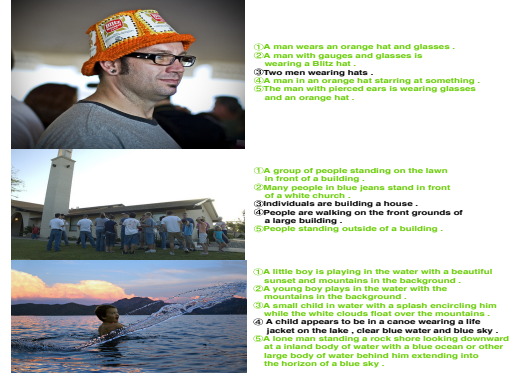 ①A man wears an orange hat and glasses .
②A man with gauges and glasses is
wearing a Blitz hat .
③Two men wearing hats .
④A man in an orange hat starring at something .
⑤The man with pierced ears is wearing glasses
and an orange hat .
①A group of people standing on the lawn
in front of a building .
②Many people in blue jeans stand in front
of a white church .
③Individuals are building a house .
④People are walking on the front grounds of
a large building .
⑤People standing outside of a building .
①A little boy is playing in the water with a beautiful
sunset and mountains in the background .
②A young boy plays in the water with the
mountains in the background .
③A small child in water with a splash encircling him
while the white clouds float over the mountains .
④ A child appears to be in a canoe wearing a life
jacket on the lake , clear blue water and blue sky .
⑤A lone man standing a rock shore looking downward
at a inland body of water with a blue ocean or other
large body of water behind him extending into
the horizon of a blue sky .